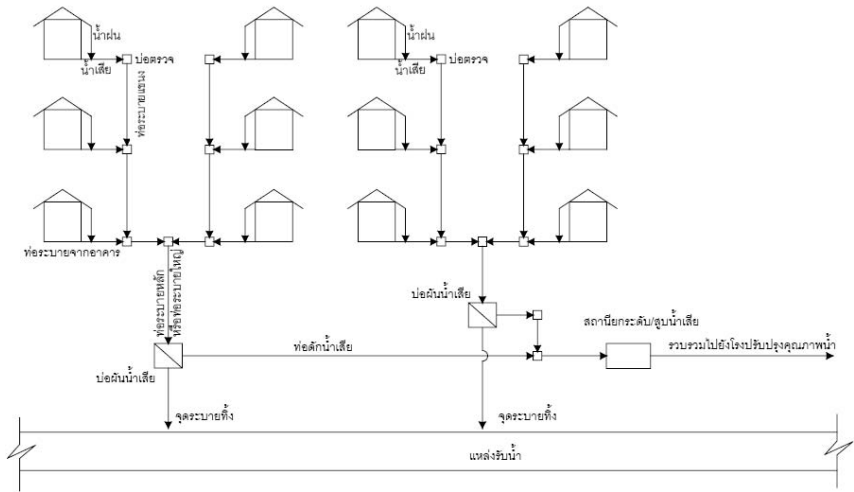 น้ำฝน
น้ำเสีย
บ่อตรวจ
ท่อระบายแขนง
น้ำฝน
น้ำเสีย
บ่อตรวจ
ท่อระบายจากอาคาร
ท่อระบายหลัก
หรือท่อระบายใหญ่
บ่อผันน้ำเสีย
สถานียกระดับ/สูบน้ำเสีย
ท่อดักน้ำเสีย
รวบรวมไปยังโรงปรับปรุงคุณภาพน้ำ
บ่อผันน้ำเสีย
จุดระบายทิ้ง
จุดระบายทิ้ง
แหล่งรับน้ำ